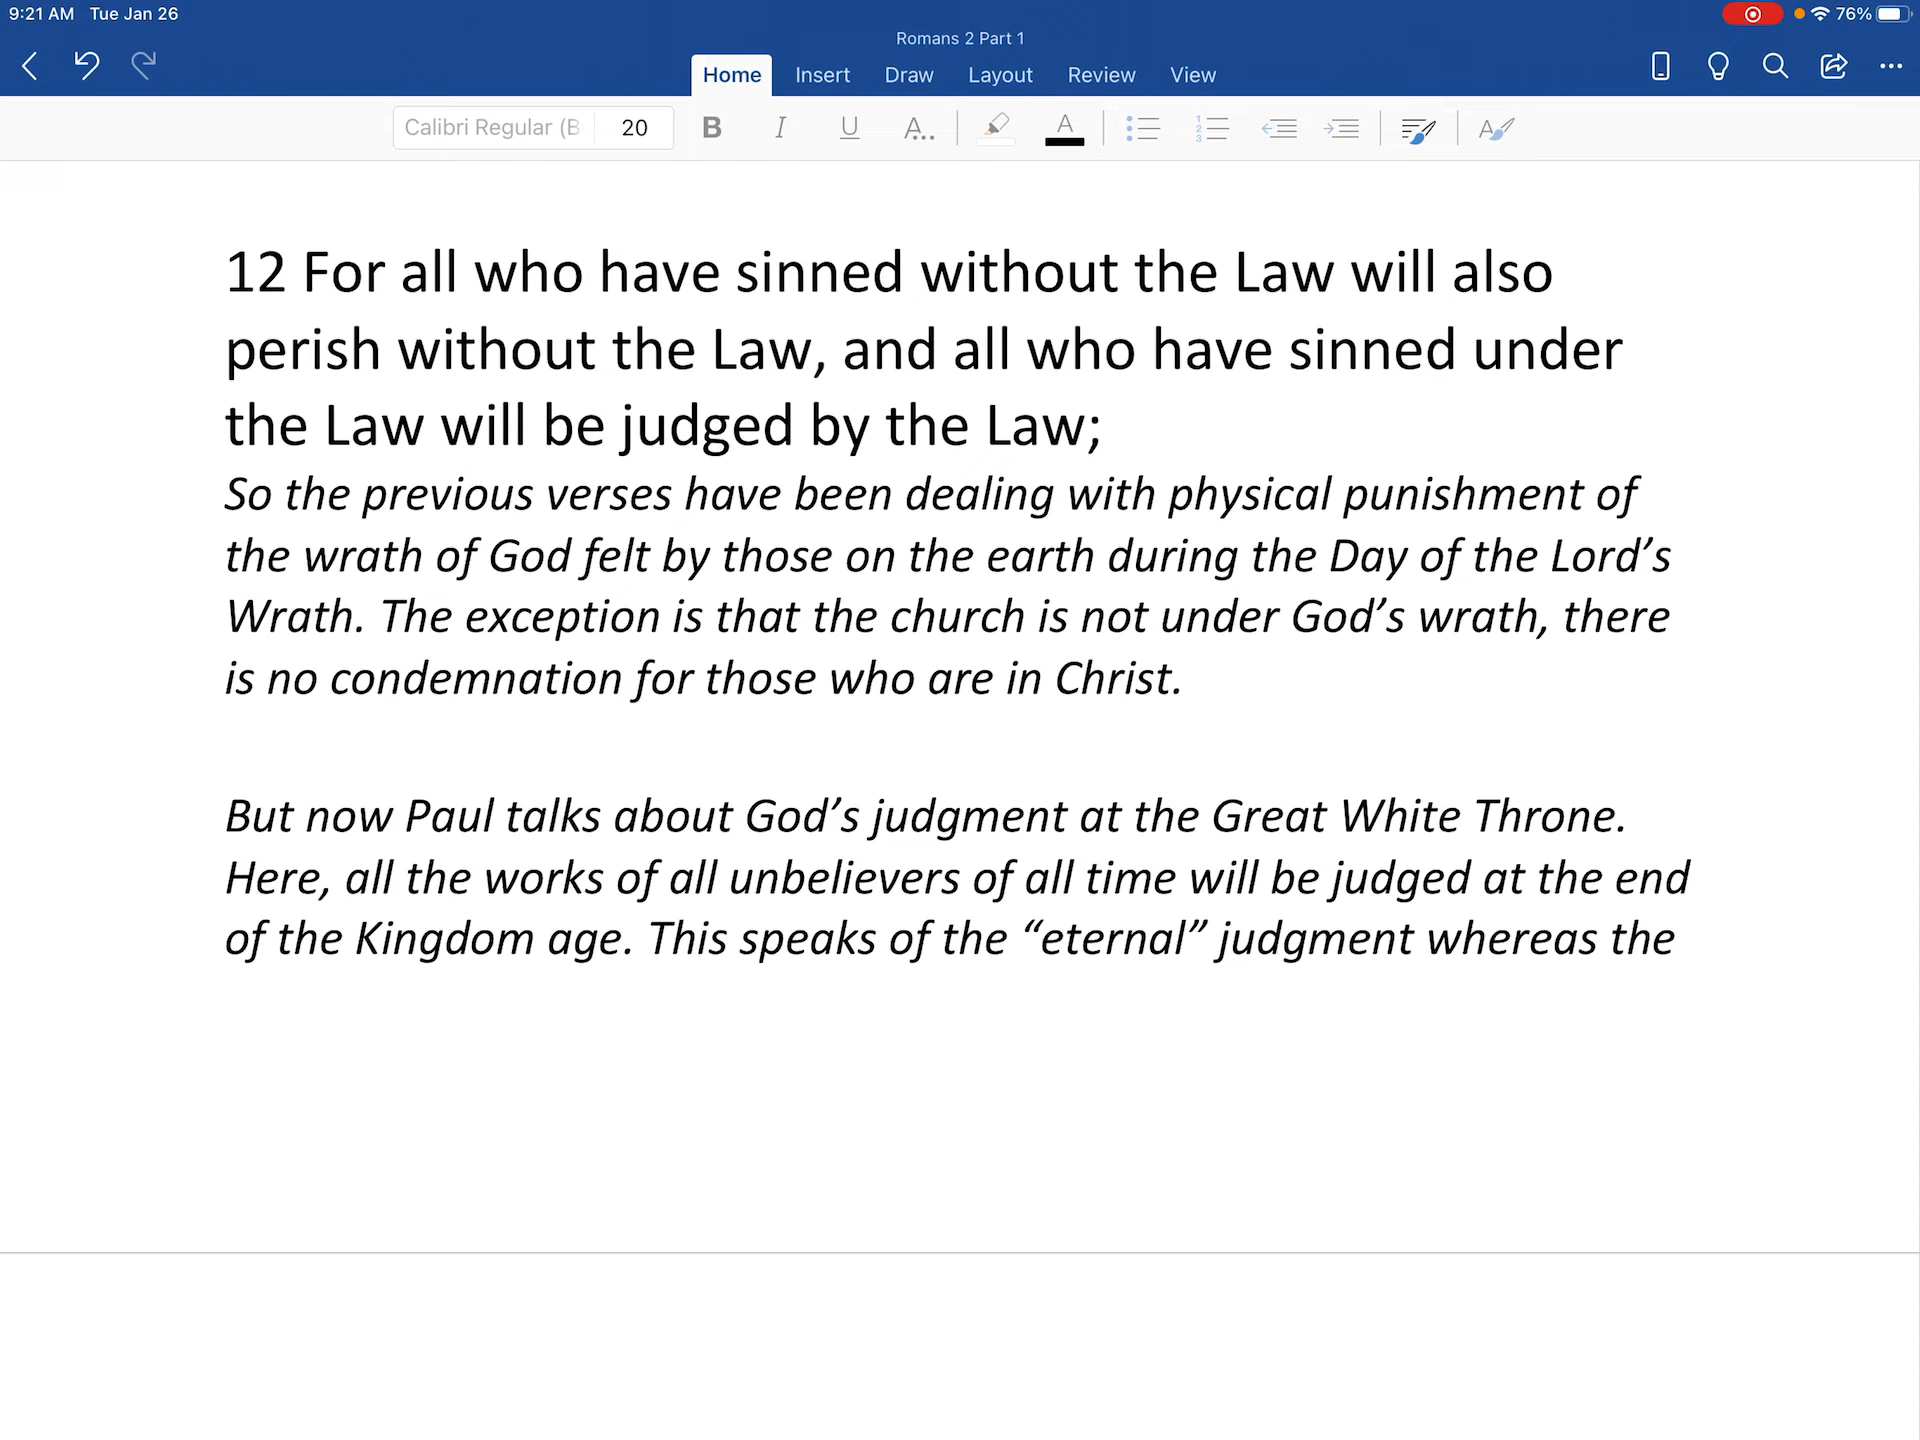 9:21 AM Tue Jan 26
76%
Romans 2 Part 1
Home Insert Draw Layout Review View
Calibri Regular (B 20 B I U A..  A A
12 For all who have sinned without the Law will also
perish without the Law, and all who have sinned under
the Law will be judged by the Law;
So the previous verses have been dealing with physical punishment of
the wrath of God felt by those on the earth during the Day of the Lord’s
Wrath. The exception is that the church is not under God’s wrath, there
is no condemnation for those who are in Christ.
But now Paul talks about God’s judgment at the Great White Throne.
Here, all the works of all unbelievers of all time will be judged at the end
of the Kingdom age. This speaks of the “eternal” judgment whereas the